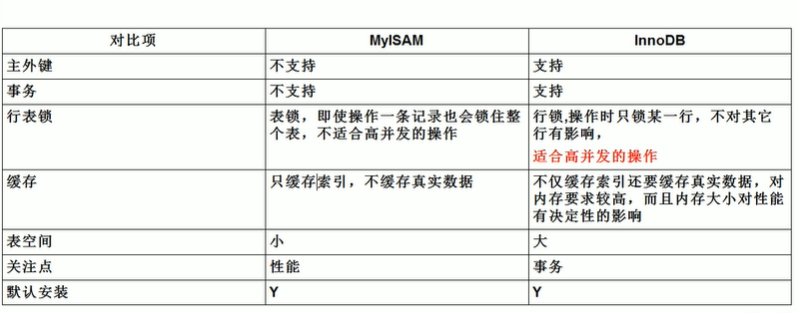 对比项 MyISAM InnoDB
主外键 不支持 支持
事务 不支持 支持
行表锁 表锁，即使操作一条记录也会锁住整 行锁,操作时只锁某一行，不对其它
个表，不适合高并发的操作 行有影响，
适合高并发的操作
缓存 只缓存索引，不缓存真实数据 不仅缓存索引还要缓存真实数据，对
内存要求较高，而且内存大小对性能
有决定性的影响
表空间 小 大
关注点 性能 事务
默认安装 Y Y